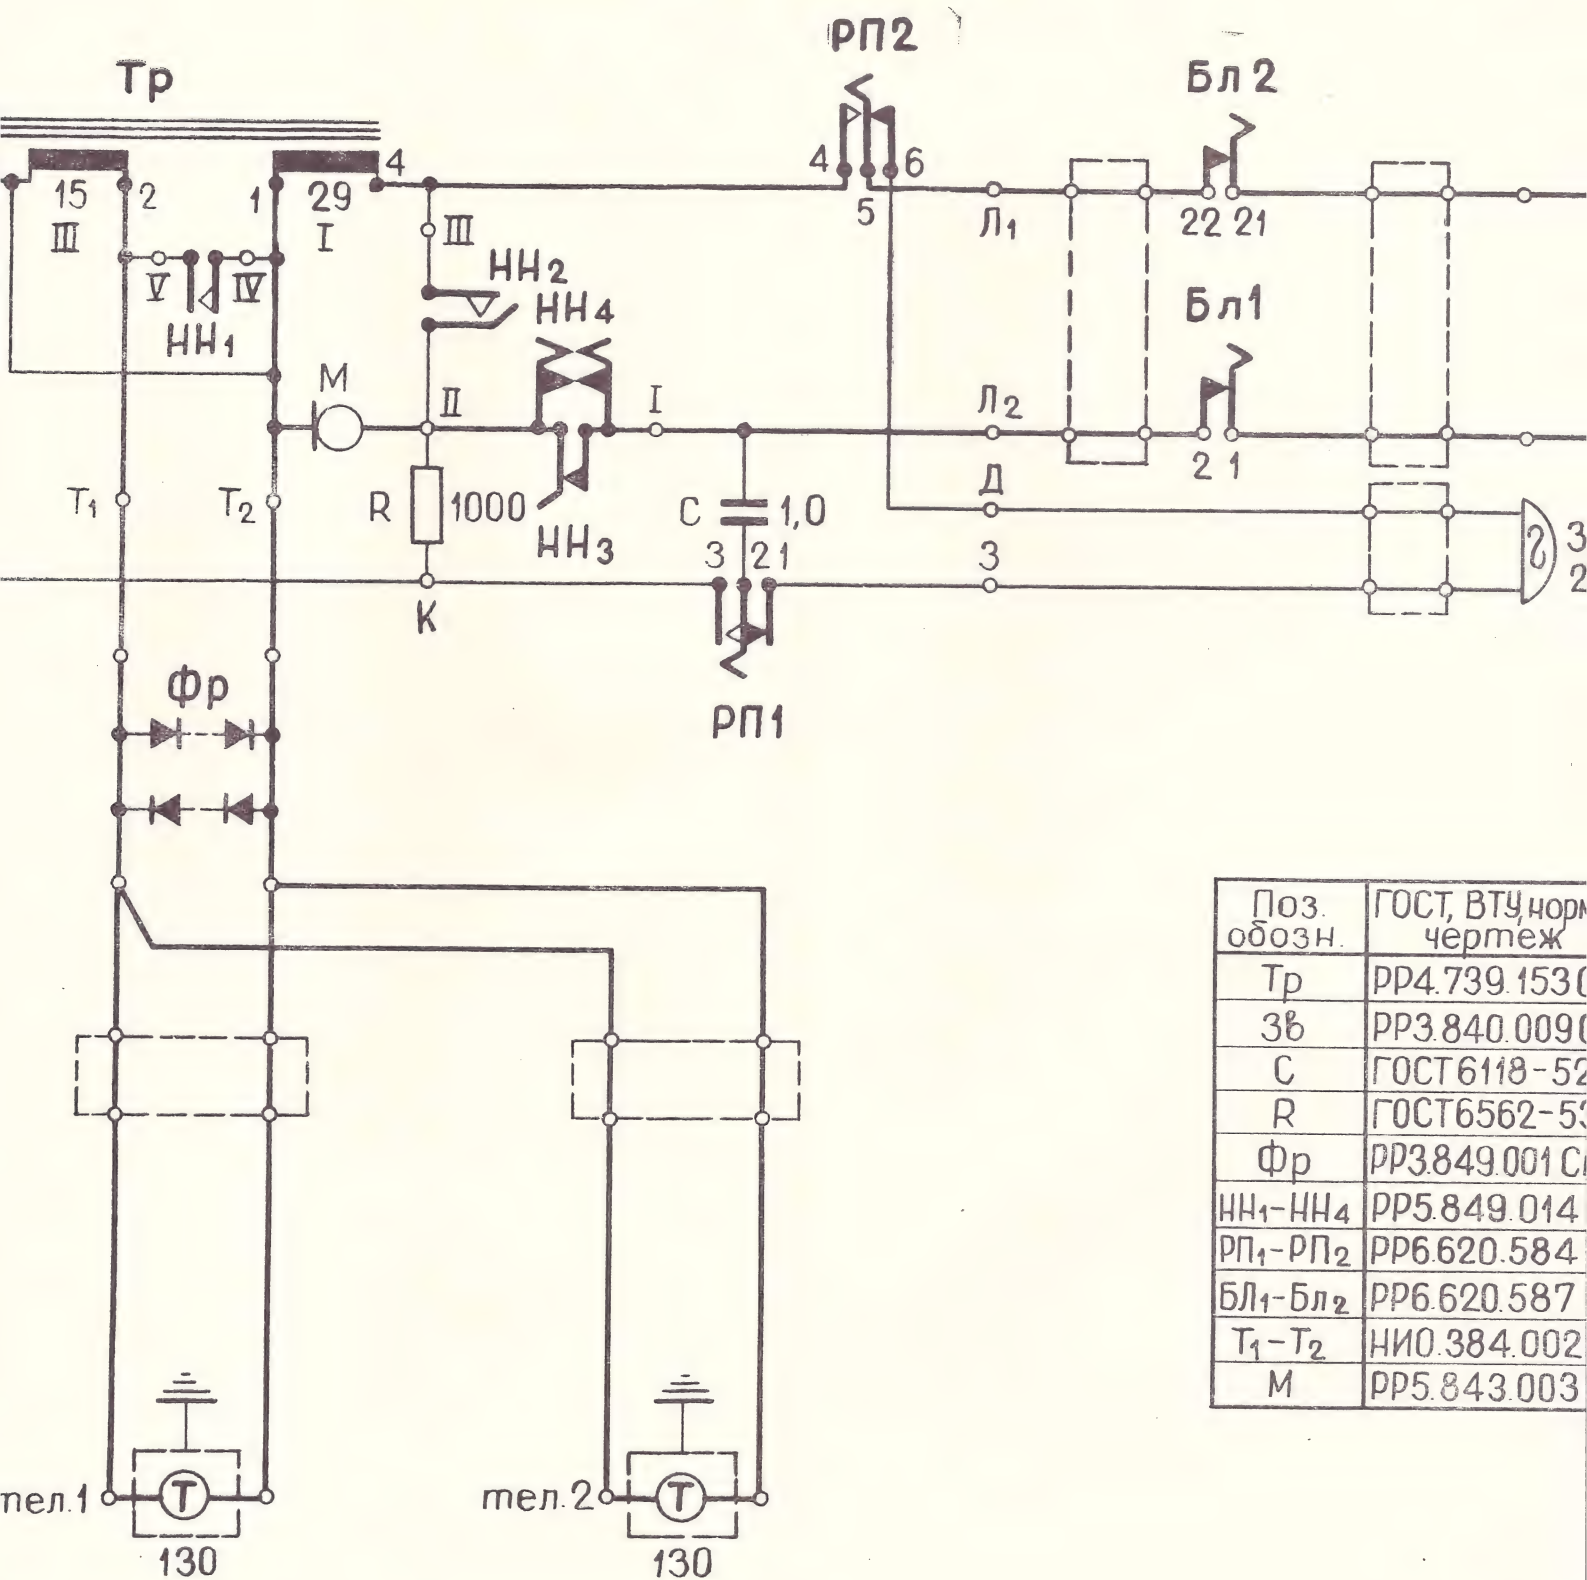 РП2
Тр
Бл 2
4
4 6
15 2
1 29
5
Л1
22 21
III
I
III
V IV
НН2
НН1
НН4
Бл1
М
II
I
Л2
2 1
Т1
Т2
R 1000
С 1,0
Д
НН3
3 2 1
З
К
Фр
РП1
Поз. обозн.
ГОСТ, ВТУ, норм
чертеж
Тр РР4.739.153
Зв РР3.840.009
С ГОСТ 6118-52
R ГОСТ 6562-53
Фр РР3.849.001
НН1-НН4 РР5.849.014
РП1-РП2 РР6.620.584
БЛ1-Бл2 РР6.620.587
Т1-Т2 НИ0.384.002
М РР5.843.003
тел.1 Т
тел.2 Т
130
130